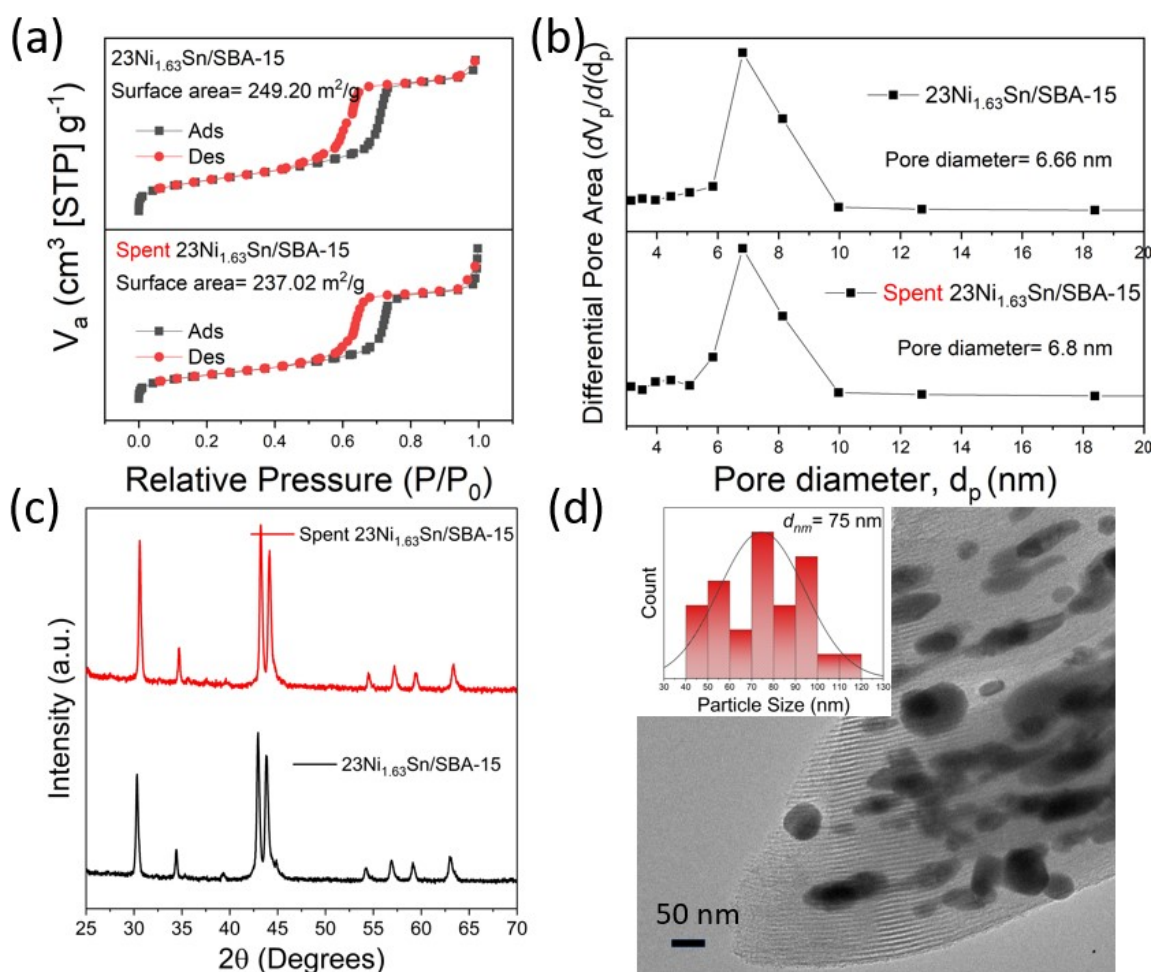 (a)
23Ni1.63Sn/SBA-15
Surface area= 249.20 m²/g
Ads
Des
Spent 23Ni1.63Sn/SBA-15
Surface area= 237.02 m²/g
Ads
Des
Va (cm³ [STP] g⁻¹
0.0 0.2 0.4 0.6 0.8 1.0
Relative Pressure (P/P0)
(b)
23Ni1.63Sn/SBA-15
Pore diameter= 6.66 nm
4 6 8 10 12 14 16 18 20
Spent 23Ni1.63Sn/SBA-15
Pore diameter= 6.8 nm
Differential Pore Area (dVp/d(dp)
4 6 8 10 12 14 16 18 20
Pore diameter, dp (nm)
(c)
Spent 23Ni1.63Sn/SBA-15
23Ni1.63Sn/SBA-15
Intensity (a.u.)
25 30 35 40 45 50 55 60 65 70
2θ (Degrees)
(d)
dnm= 75 nm
Count
30 40 50 60 70 80 90 100 110 120 130
Particle Size (nm)
50 nm